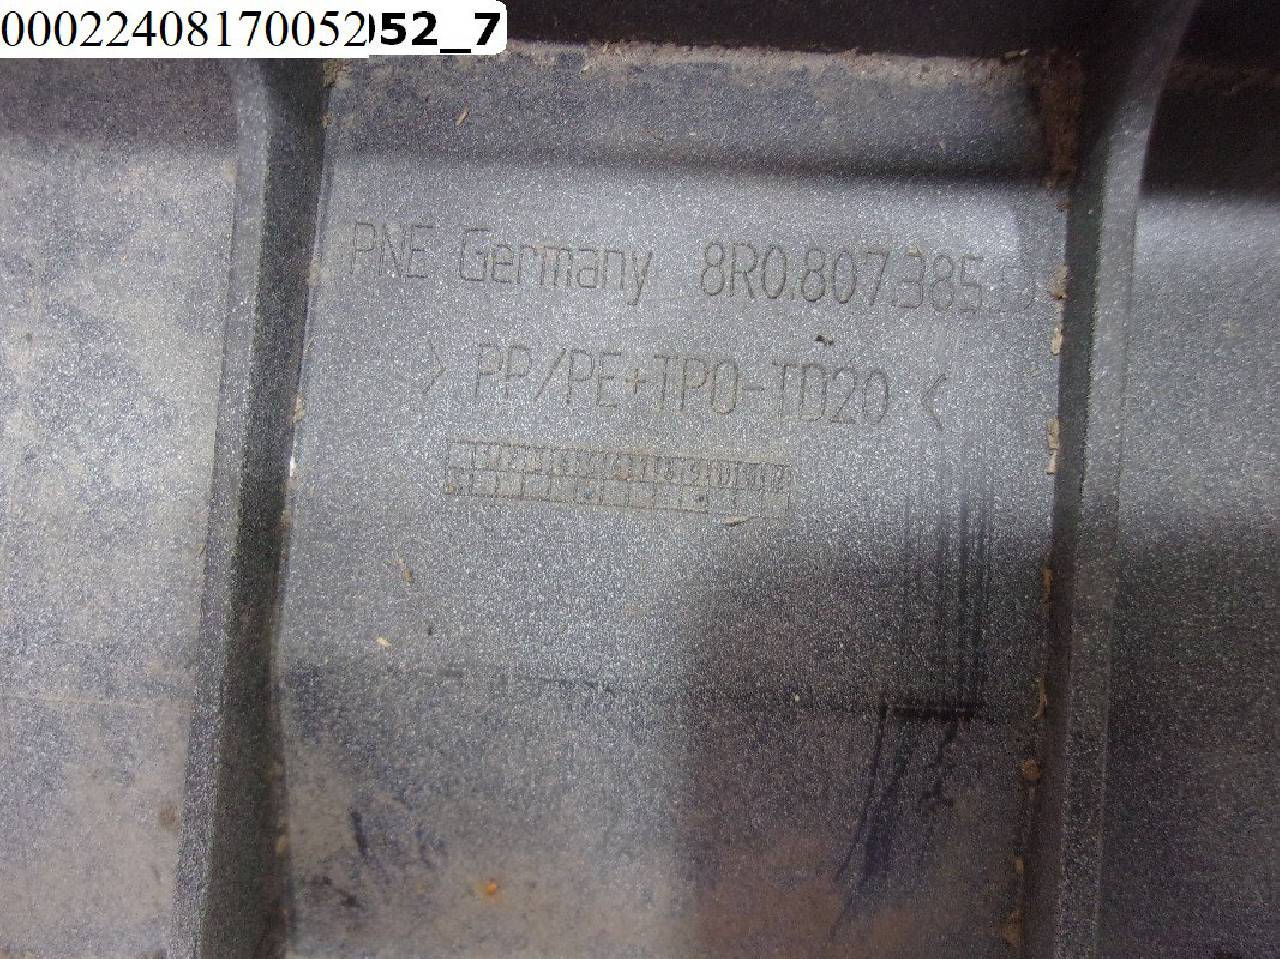 00022408170052052_7
PNE Germany 8R0.807.385.
> PP/PE+TPO-TD20 <